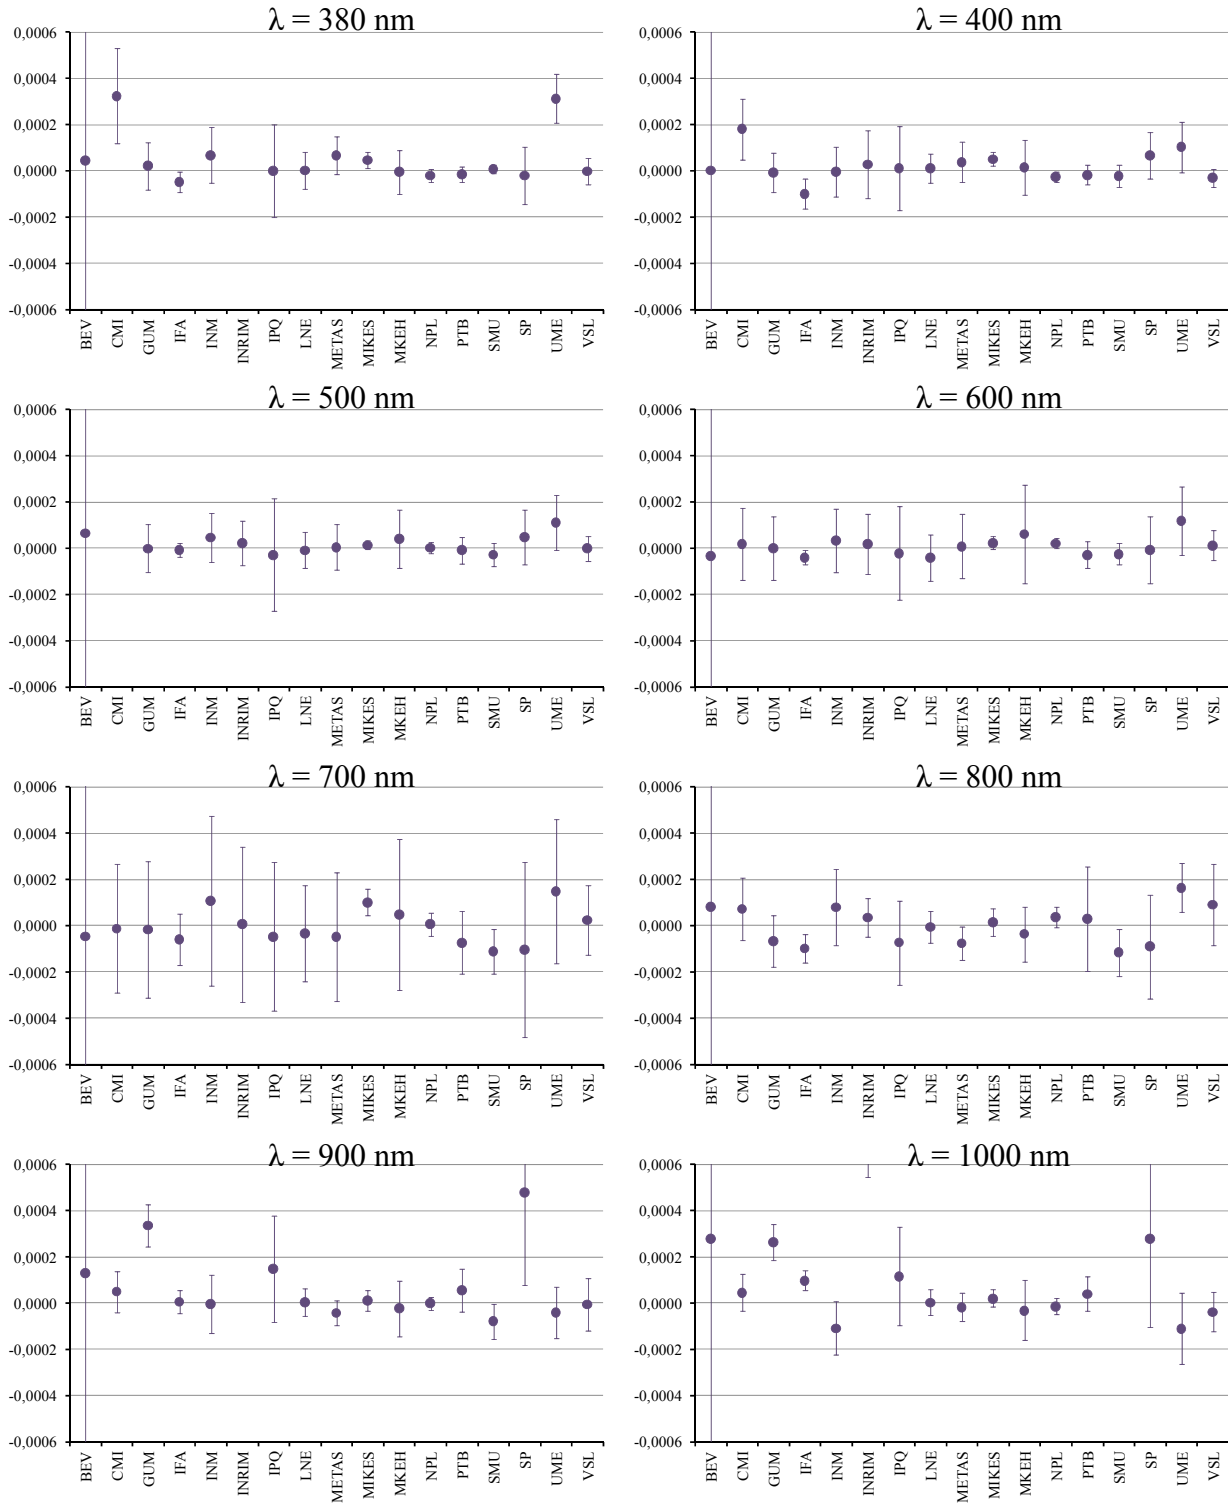 λ = 380 nm
0,0006
0,0004
0,0002
0,0000
-0,0002
-0,0004
-0,0006
BEV
CMI
GUM
IFA
INM
INRIM
IPQ
LNE
METAS
MIKES
MKEH
NPL
PTB
SMU
SP
UME
VSL
λ = 400 nm
0,0006
0,0004
0,0002
0,0000
-0,0002
-0,0004
-0,0006
BEV
CMI
GUM
IFA
INM
INRIM
IPQ
LNE
METAS
MIKES
MKEH
NPL
PTB
SMU
SP
UME
VSL
λ = 500 nm
0,0006
0,0004
0,0002
0,0000
-0,0002
-0,0004
-0,0006
BEV
CMI
GUM
IFA
INM
INRIM
IPQ
LNE
METAS
MIKES
MKEH
NPL
PTB
SMU
SP
UME
VSL
λ = 600 nm
0,0006
0,0004
0,0002
0,0000
-0,0002
-0,0004
-0,0006
BEV
CMI
GUM
IFA
INM
INRIM
IPQ
LNE
METAS
MIKES
MKEH
NPL
PTB
SMU
SP
UME
VSL
λ = 700 nm
0,0006
0,0004
0,0002
0,0000
-0,0002
-0,0004
-0,0006
BEV
CMI
GUM
IFA
INM
INRIM
IPQ
LNE
METAS
MIKES
MKEH
NPL
PTB
SMU
SP
UME
VSL
λ = 800 nm
0,0006
0,0004
0,0002
0,0000
-0,0002
-0,0004
-0,0006
BEV
CMI
GUM
IFA
INM
INRIM
IPQ
LNE
METAS
MIKES
MKEH
NPL
PTB
SMU
SP
UME
VSL
λ = 900 nm
0,0006
0,0004
0,0002
0,0000
-0,0002
-0,0004
-0,0006
BEV
CMI
GUM
IFA
INM
INRIM
IPQ
LNE
METAS
MIKES
MKEH
NPL
PTB
SMU
SP
UME
VSL
λ = 1000 nm
0,0006
0,0004
0,0002
0,0000
-0,0002
-0,0004
-0,0006
BEV
CMI
GUM
IFA
INM
INRIM
IPQ
LNE
METAS
MIKES
MKEH
NPL
PTB
SMU
SP
UME
VSL